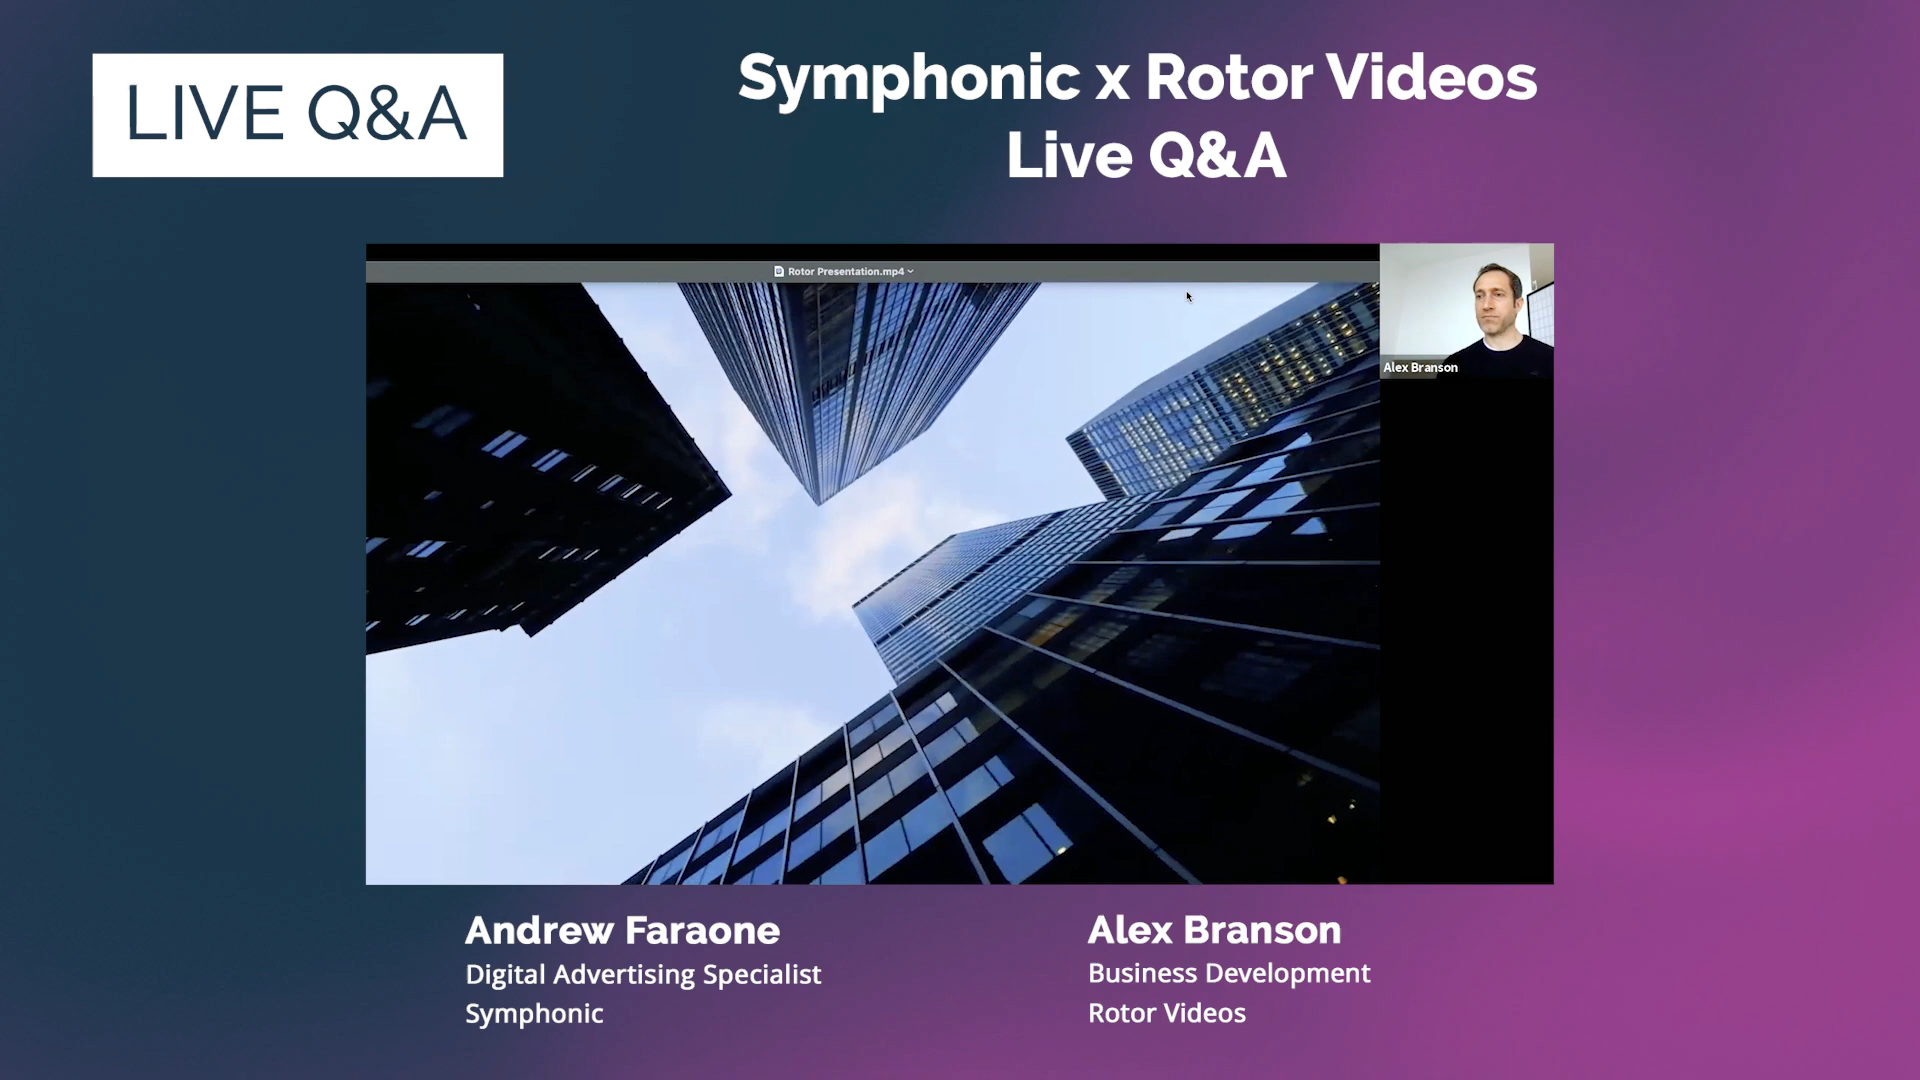 LIVE Q&A
Symphonic x Rotor Videos
Live Q&A
Rotor Presentation.mp4
Alex Branson
Andrew Faraone
Digital Advertising Specialist
Symphonic
Alex Branson
Business Development
Rotor Videos